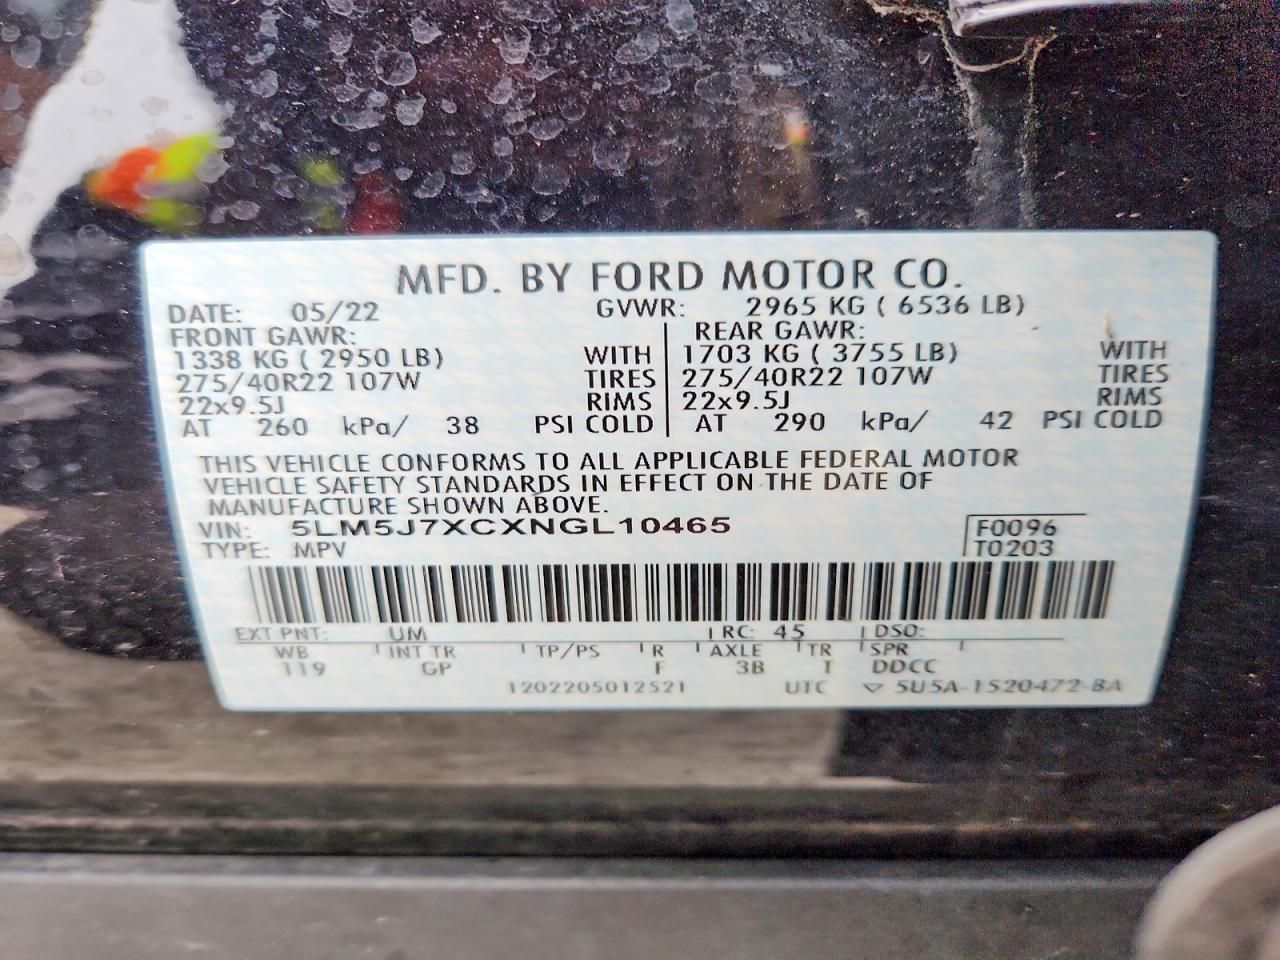 MFD. BY FORD MOTOR CO.
DATE: 05/22 GVWR: 2965 KG ( 6536 LB)
FRONT GAWR: REAR GAWR:
1338 KG ( 2950 LB) WITH 1703 KG ( 3755 LB) WITH
275/40R22 107W TIRES 275/40R22 107W TIRES
22x9.5J RIMS 22x9.5J RIMS
AT 260 kPa/ 38 PSI COLD AT 290 kPa/ 42 PSI COLD
THIS VEHICLE CONFORMS TO ALL APPLICABLE FEDERAL MOTOR
VEHICLE SAFETY STANDARDS IN EFFECT ON THE DATE OF
MANUFACTURE SHOWN ABOVE.
VIN: 5LM5J7XCXNGL10465 F0096
TYPE: MPV T0203
EXT PNT: UM RC: 45 DSO:
WB INT TR TP/PS R AXLE TR SPR
119 GP F 3B T DDCC
1202205012521 UTC ▽ 5U5A-1520472-BA